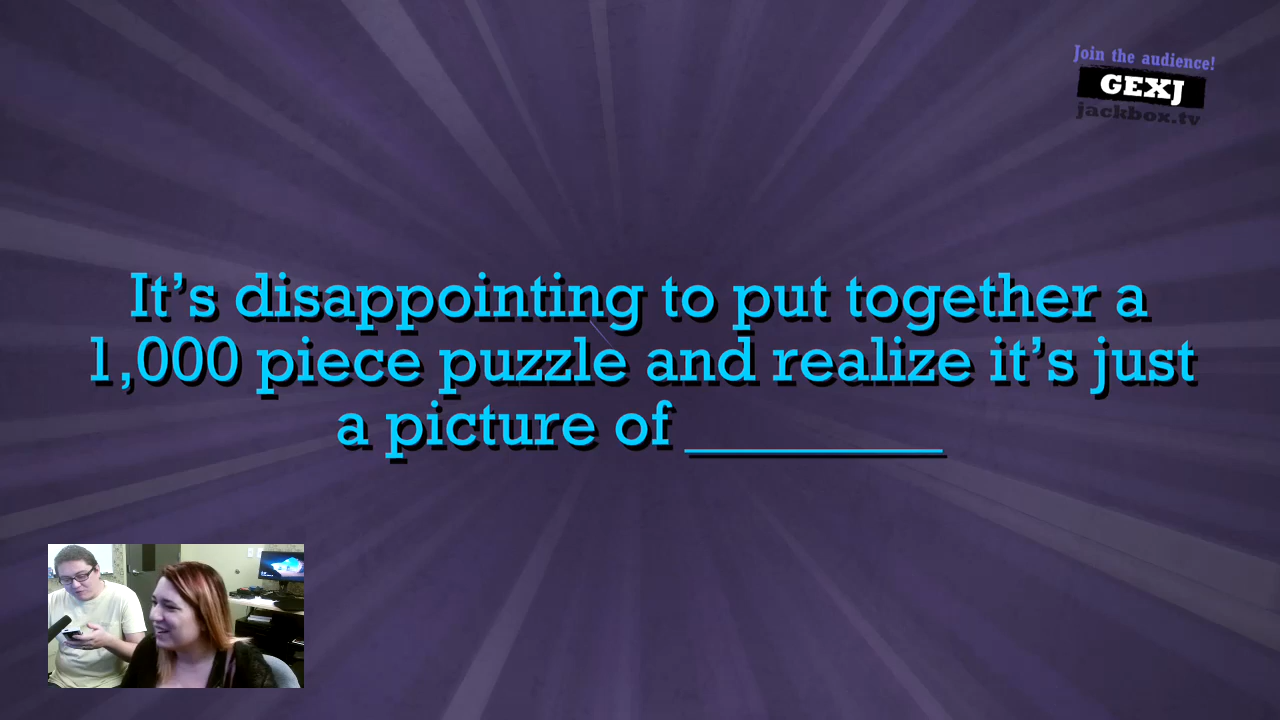 Join the audience!
GEXJ
jackbox.tv
It’s disappointing to put together a
1,000 piece puzzle and realize it’s just
a picture of ________